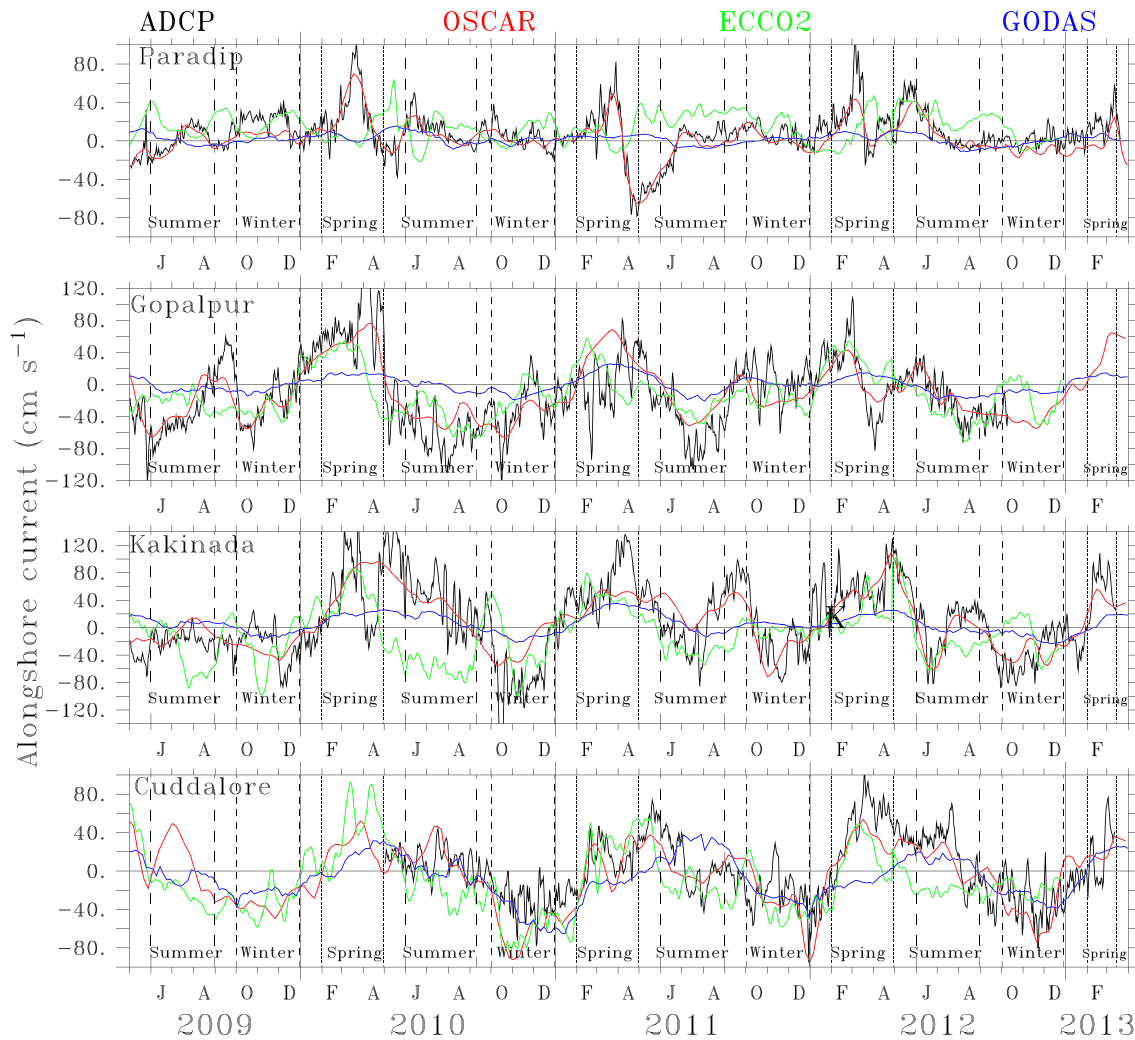 ADCP OSCAR ECCO2 GODAS
Paradip
80.
40.
0.
-40.
-80.
Summer Winter Spring Summer Winter Spring Summer Winter Spring Summer Winter Spring
J A O D F A J A O D F A J A O D F A J A O D F
Gopalpur
120.
80.
40.
0.
-40.
-80.
-120.
Summer Winter Spring Summer Winter Spring Summer Winter Spring Summer Winter Spring
J A O D F A J A O D F A J A O D F A J A O D F
Kakinada
120.
80.
40.
0.
-40.
-80.
-120.
Summer Winter Spring Summer Winter Spring Summer Winter Spring Summer Winter Spring
J A O D F A J A O D F A J A O D F A J A O D F
Cuddalore
80.
40.
0.
-40.
-80.
Summer Winter Spring Summer Winter Spring Summer Winter Spring Summer Winter Spring
J A O D F A J A O D F A J A O D F A J A O D F
2009 2010 2011 2012 2013
Alongshore current (cm s⁻¹)